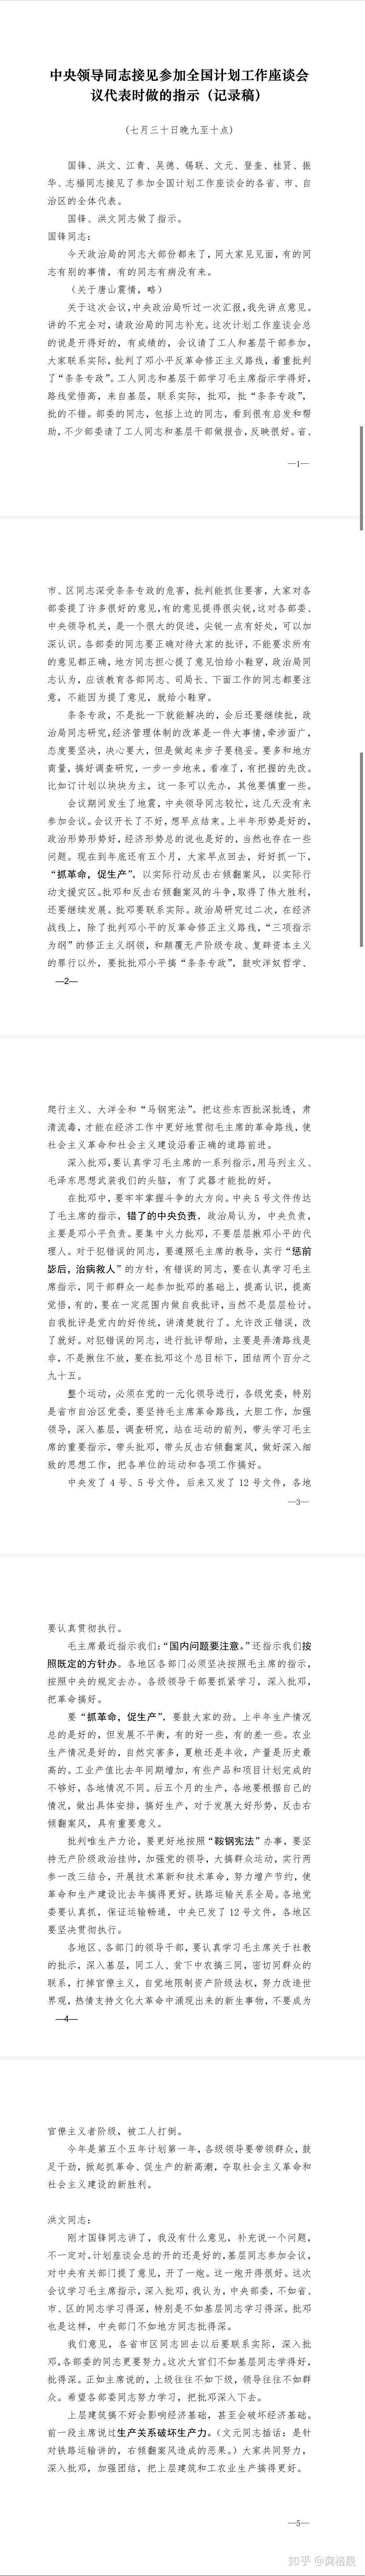 中央领导同志接见参加全国计划工作座谈会
议代表时做的指示（记录稿）
（七月三十日晚九至十点）
国锋、洪文、江青、吴德、锡联、文元、登奎、桂贤、振
华、志福同志接见了参加全国计划工作座谈会的各省、市、自
治区的全体代表。
国锋、洪文同志做了指示。
国锋同志：
今天政治局的同志大部份都来了，同大家见见面，有的同
志有别的事情，有的同志有病没有来。
（关于唐山震情，略）
关于这次会议，中央政治局听过一次汇报，我先讲点意见。
讲的不完全对，请政治局的同志补充。这次计划工作座谈会总
的说是开得好的，有成绩的，会议请了工人和基层干部参加，
大家联系实际，批判了邓小平反革命修正主义路线，着重批判
了“条条专政”。工人同志和基层干部学习毛主席指示学得好，
路线觉悟高，来自基层，联系实际，批邓，批“条条专政”，
批的不错。部委的同志，包括上边的同志，看到很有启发和帮
助，不少部委请了工人同志和基层干部做报告，反映很好。省、
—1—
市、区同志深受条条专政的危害，批判能抓住要害，大家对各
部委提了许多很好的意见，有的意见提得很尖锐，这对各部委、
中央领导机关，是一个很大的促进，尖锐一点有好处，可以加
深认识。各部委的同志要正确对待大家的批评，不能要求所有
的意见都正确，地方同志担心提了意见怕给小鞋穿，政治局同
志认为，应该教育各部同志、司局长、下面工作的同志都要注
意，不能因为提了意见，就给小鞋穿。
条条专政，不是批一下就能解决的，会后还要继续批，政
治局同志研究，经济管理体制的改革是一件大事情，牵涉面广，
态度要坚决，决心要大，但是做起来步子要稳妥。要多和地方
商量，搞好调查研究，一步一步地来，看准了，有把握的先改。
比如订计划以块块为主，这一条可以先办，其他要慎重一些。
会议期间发生了地震，中央领导同志较忙，这几天没有来
参加会议。会议开长了不好，想早点结束。上半年形势是好的，
政治形势形势好，经济形势总的说也是好的，当然也存在一些
问题。现在到年底还有五个月，大家早点回去，好好抓一下，
“抓革命，促生产”，以实际行动反击右倾翻案风，以实际行
动支援灾区。批邓和反击右倾翻案风的斗争，取得了伟大胜利，
还要继续发展。批邓要联系实际。政治局研究过二次，在经济
战线上，除了批判邓小平的反革命修正主义路线，“三项指示
为纲”的修正主义纲领，和颠覆无产阶级专政、复辟资本主义
的罪行以外，要批批邓小平搞“条条专政”，鼓吹洋奴哲学、
—2—
爬行主义、大洋全和“马钢宪法”。把这些东西批深批透，肃
清流毒，才能在经济工作中更好地贯彻毛主席的革命路线，使
社会主义革命和社会主义建设沿着正确的道路前进。
深入批邓，要认真学习毛主席的一系列指示，用马列主义、
毛泽东思想武装我们的头脑，有了武器才能批的好。
在批邓中，要牢牢掌握斗争的大方向。中央5号文件传达
了毛主席的指示，错了的中央负责，政治局认为，中央负责，
主要是邓小平负责。要集中火力批邓，不要层层揪邓小平的代
理人。对于犯错误的同志，要遵照毛主席的教导，实行“惩前
毖后，治病救人”的方针，有错误的同志，要在认真学习毛主
席指示，同干部群众一起参加批邓的基础上，提高认识，提高
觉悟，有的，要在一定范围内做自我批评，当然不是层层检讨。
自我批评是党内的好传统，讲清楚就行了。允许改正错误，改
了就好。对犯错误的同志，进行批评帮助，主要是弄清路线是
非，不是揪住不放，要在批邓这个总目标下，团结两个百分之
九十五。
整个运动，必须在党的一元化领导进行，各级党委，特别
是省市自治区党委，要坚持毛主席革命路线，大胆工作，加强
领导，深入基层，调查研究，站在运动的前列，带头学习毛主
席的重要指示，带头批邓，带头反击右倾翻案风，做好深入细
致的思想工作，把各单位的运动和各项工作搞好。
中央发了4号、5号文件，后来又发了12号文件，各地
—3—
要认真贯彻执行。
毛主席最近指示我们：“国内问题要注意。”还指示我们按
照既定的方针办。各地区各部门必须坚决按照毛主席的指示，
按照中央的规定去办。各级领导干部要抓紧学习，深入批邓，
把革命搞好。
要“抓革命，促生产”，要鼓大家的劲。上半年生产情况
总的是好的，但发展不平衡，有的好一些，有的差一些。农业
生产情况是好的，自然灾害多，夏粮还是丰收，产量是历史最
高的。工业产值比去年同期增加，有些产品和项目计划完成的
不够好，各地情况不同。后五个月的生产，各地要根据自己的
情况，做出具体安排，搞好生产，对于发展大好形势，反击右
倾翻案风，具有重要意义。
批判唯生产力论，要更好地按照“鞍钢宪法”办事，要坚
持无产阶级政治挂帅，加强党的领导，大搞群众运动，实行两
参一改三结合，开展技术革新和技术革命，努力增产节约，使
革命和生产建设比去年搞得更好。铁路运输关系全局。各地党
委要认真抓，保证运输畅通，中央已发了12号文件，各地区
要坚决贯彻执行。
各地区、各部门的领导干部，要认真学习毛主席关于社教
的批示，深入基层，同工人、贫下中农搞三同，密切同群众的
联系，打掉官僚主义，自觉地限制资产阶级法权，努力改造世
界观，热情支持文化大革命中涌现出来的新生事物，不要成为
—4—
官僚主义者阶级，被工人打倒。
今年是第五个五年计划第一年，各级领导要带领群众，鼓
足干劲，掀起抓革命、促生产的新高潮，夺取社会主义革命和
社会主义建设的新胜利。
洪文同志：
刚才国锋同志讲了，我没有什么意见，补充说一个问题，
不一定对。计划座谈会总的开的还是好的，基层同志参加会议，
对中央有关部门提了意见，开了一炮。这一炮开得很好。这次
会议学习毛主席指示，深入批邓，我认为，中央部委，不如省、
市、区的同志学习得深，特别是不如基层同志学习得深。批邓
也是这样，中央部门不如地方同志批得深。
我们意见，各省市区同志回去以后要联系实际，深入批
邓，各部委的同志更要努力。这次大官们不如基层同志学得好，
批得深。正如主席说的，上级往往不如下级，领导往往不如群
众。希望各部委同志努力学习，把批邓深入下去。
上层建筑搞不好会影响经济基础，甚至会破坏经济基础。
前一段主席说过生产关系破坏生产力。（文元同志插话：是针
对铁路运输讲的，右倾翻案风造成的恶果。）大家共同努力，
深入批邓，加强团结，把上层建筑和工农业生产搞得更好。
—5—
知乎 @龚格晟